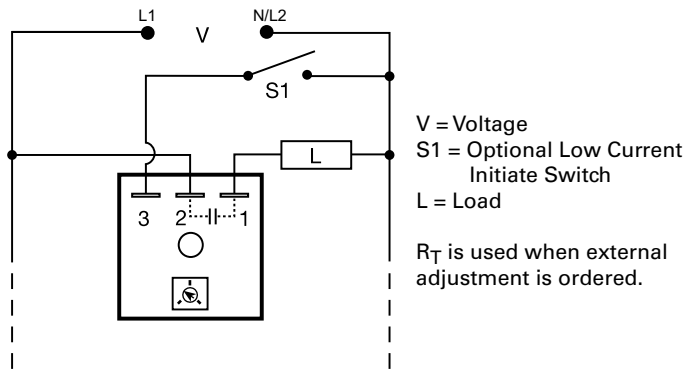 L1
V
N/L2
S1
L
3
2
1
V = Voltage
S1 = Optional Low Current
Initiate Switch
L = Load
RT is used when external
adjustment is ordered.